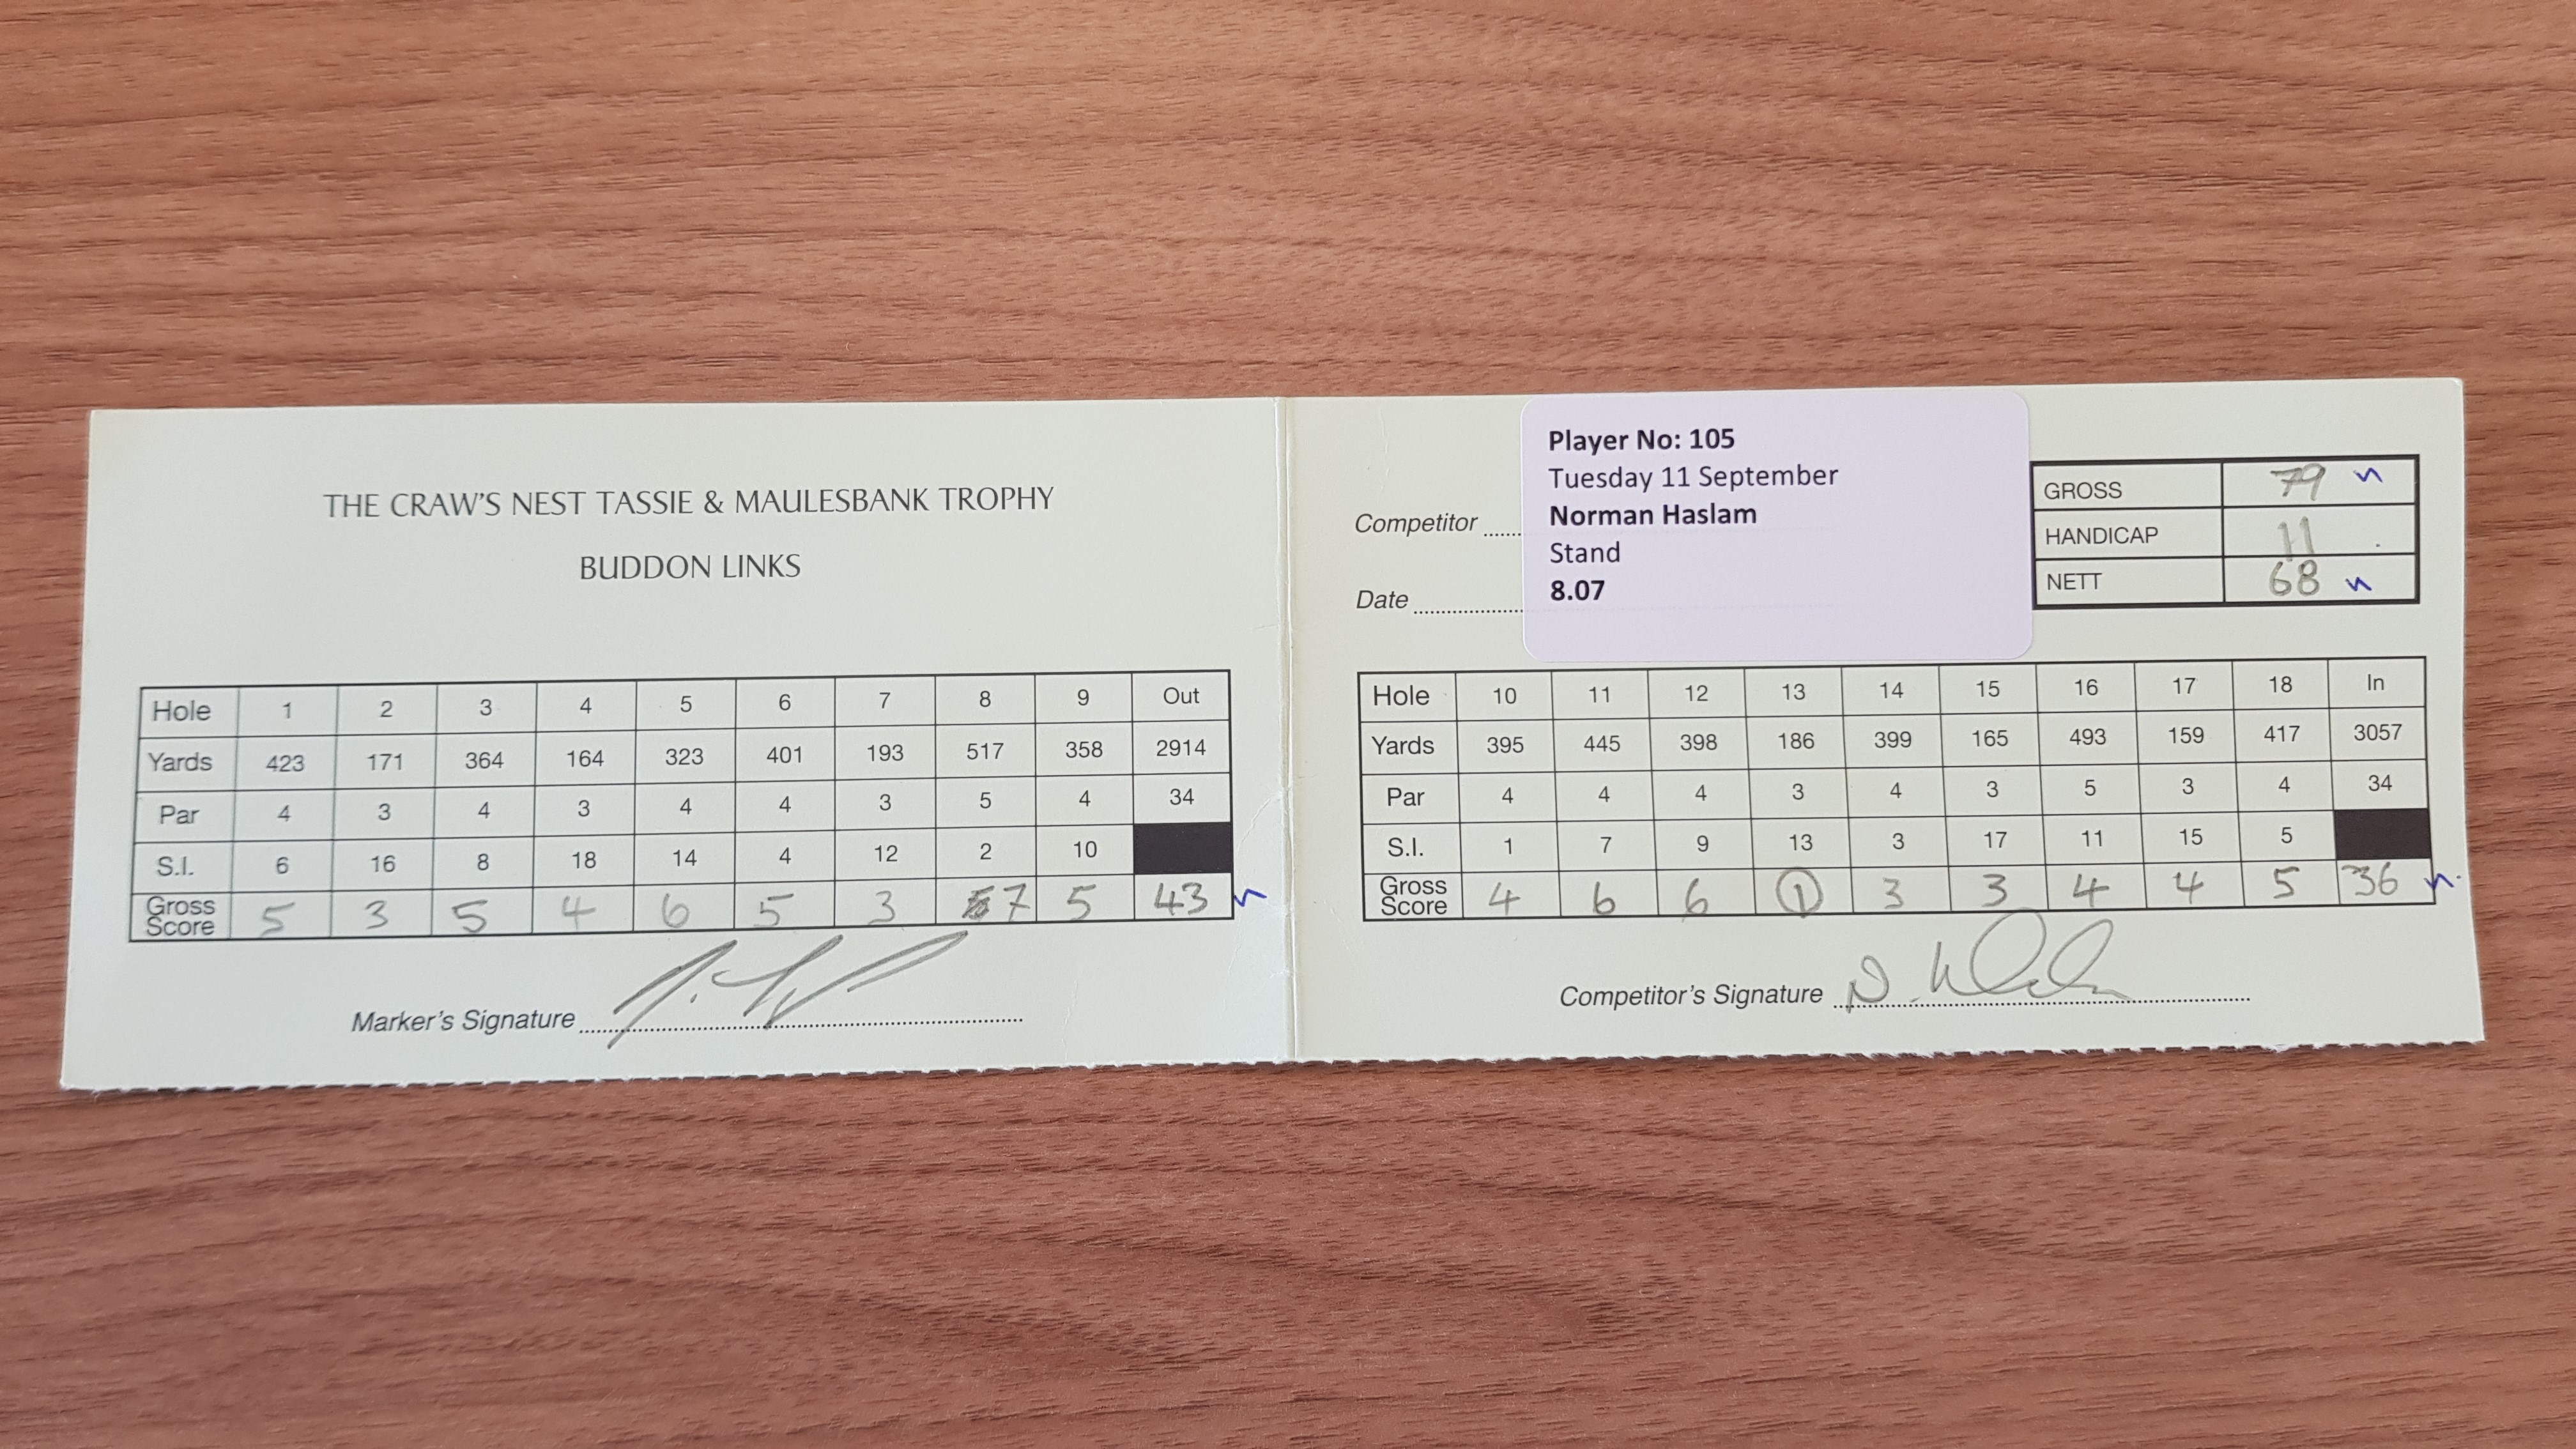 THE CRAW'S NEST TASSIE & MAULESBANK TROPHY
BUDDON LINKS
Hole 1 2 3 4 5 6 7 8 9 Out
Yards 423 171 364 164 323 401 193 517 358 2914
Par 4 3 4 3 4 4 3 5 4 34
S.I. 6 16 8 18 14 4 12 2 10
Gross Score 5 3 5 4 6 5 3 7 5 43
Marker's Signature
Player No: 105
Tuesday 11 September
Competitor Norman Haslam
Stand
Date 8.07
GROSS 79
HANDICAP 11
NETT 68
Hole 10 11 12 13 14 15 16 17 18 In
Yards 395 445 398 186 399 165 493 159 417 3057
Par 4 4 4 3 4 3 5 3 4 34
S.I. 1 7 9 13 3 17 11 15 5
Gross Score 4 6 6 1 3 3 4 4 5 36
Competitor's Signature